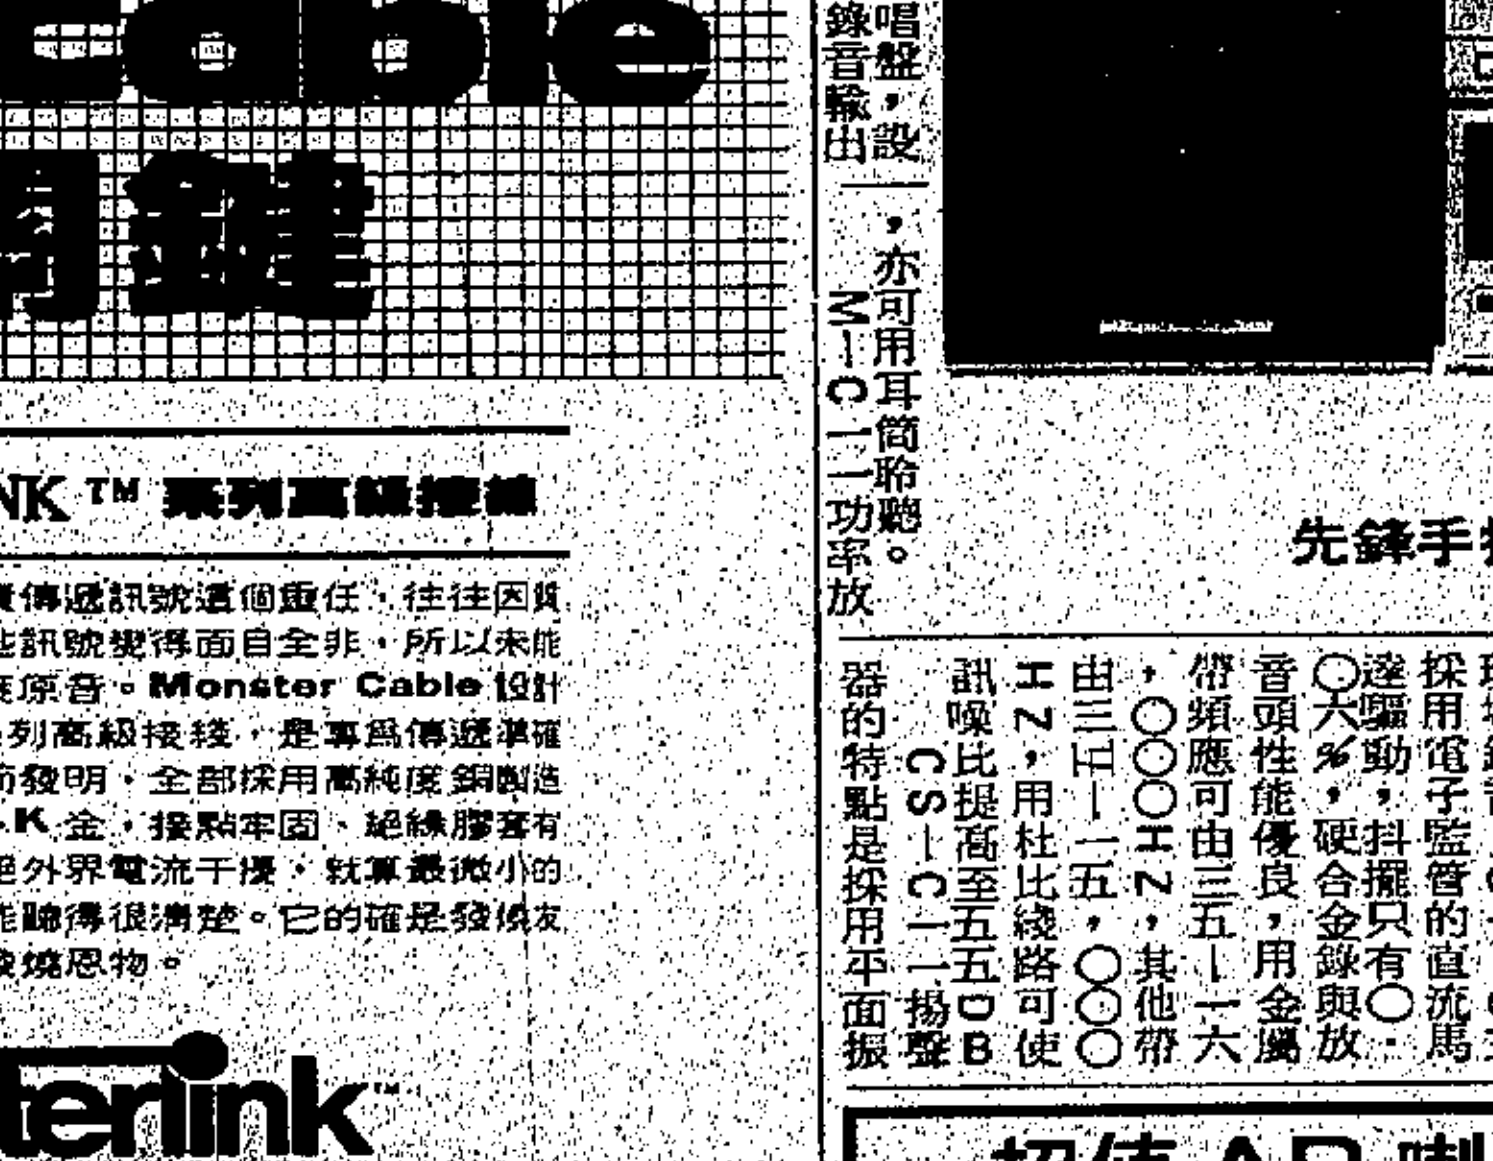 Cable
鍵
NK™ 系列高級接線
傳遞訊號這個重任，往往因質
訊號變得面自全非，所以未能
原音。Monster Cable 設計
列高級接綫，是專爲傳遞準確
發明，全部採用高純度銅製造
K金，接點牢固、絕緣膠套有
外界電流干擾，就算最微小的
能聽得很清楚。它的確是發燒友
燒恩物。
terlink™
唱盤，設
錄音輸出
，亦可用耳筒聆聽。
M—C一一功率放
先鋒手
採用電子監管的直流馬
達驅動，抖擺只有〇·
〇六%，硬合金錄與放
音頭性能優良，用金屬
帶頻應可由三五—一六
，〇〇〇HZ，其他帶
由三五—一五，〇〇〇
HZ，用杜比綫路可使
訊噪比提高至五五DB
CS—C一一揚聲
器的特點是採用平面振
超值AR喇